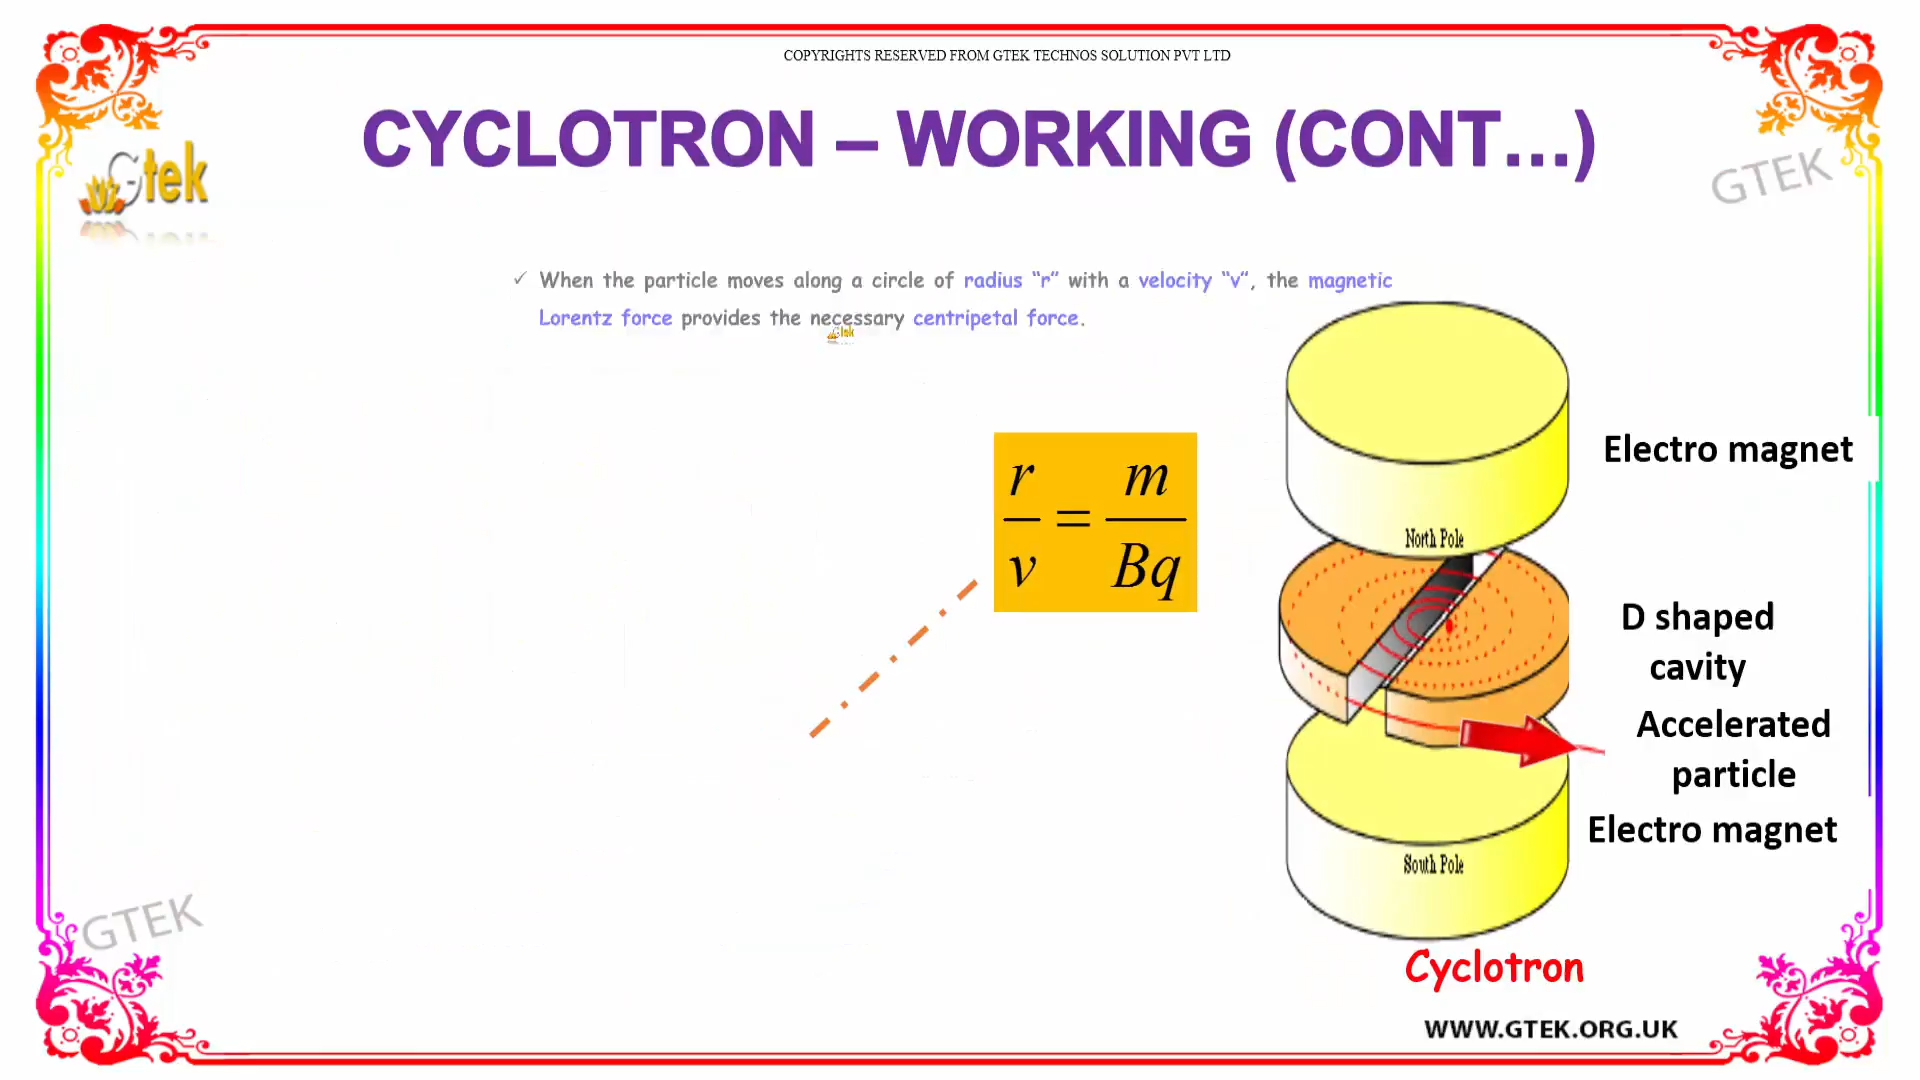 COPYRIGHTS RESERVED FROM GTEK TECHNOS SOLUTION PVT LTD
CYCLOTRON – WORKING (CONT...)
Gtek
GTEK
✓ When the particle moves along a circle of radius “r” with a velocity “v”, the magnetic
Lorentz force provides the necessary centripetal force.
r/v = m/Bq
Electro magnet
North Pole
D shaped
cavity
Accelerated
particle
Electro magnet
South Pole
GTEK
Cyclotron
WWW.GTEK.ORG.UK